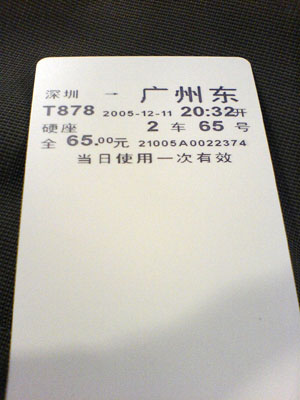 深圳 → 广州东
T878 2005-12-11 20:32开
硬座 2 车 65 号
全 65.00元 21005A0022374
当日使用一次有效